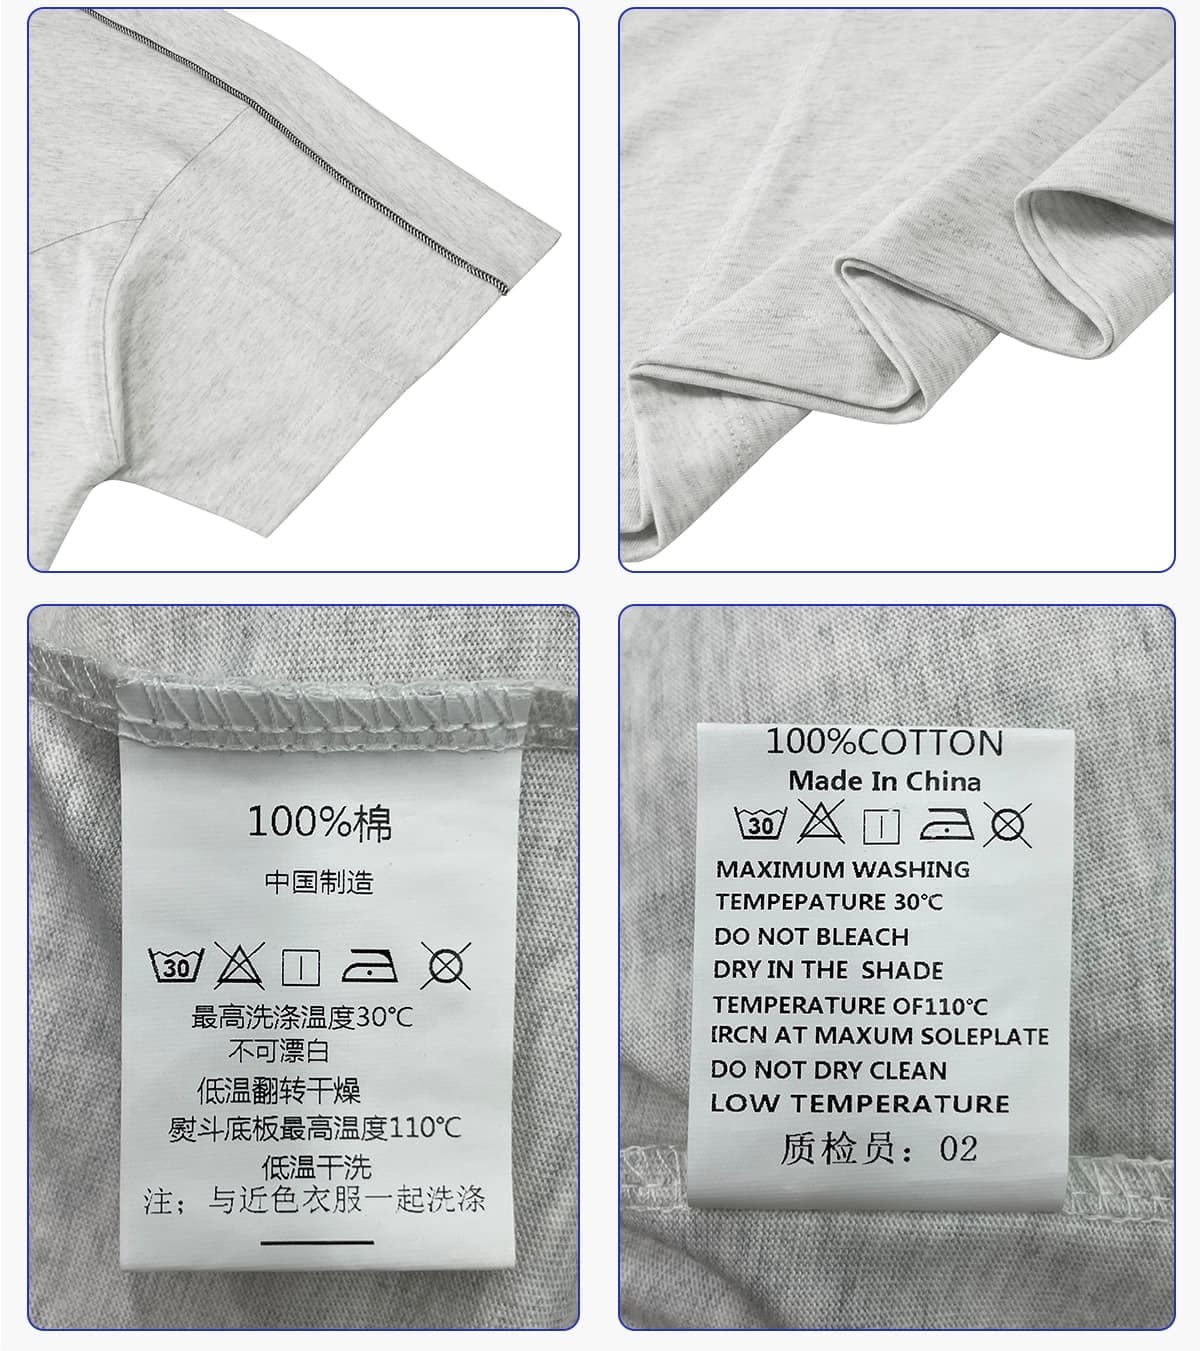 100%棉
中国制造
30
最高洗涤温度30℃
不可漂白
低温翻转干燥
熨斗底板最高温度110℃
低温干洗
注；与近色衣服一起洗涤
100%COTTON
Made In China
30
MAXIMUM WASHING
TEMPEPATURE 30℃
DO NOT BLEACH
DRY IN THE SHADE
TEMPERATURE OF110℃
IRCN AT MAXUM SOLEPLATE
DO NOT DRY CLEAN
LOW TEMPERATURE
质检员：02